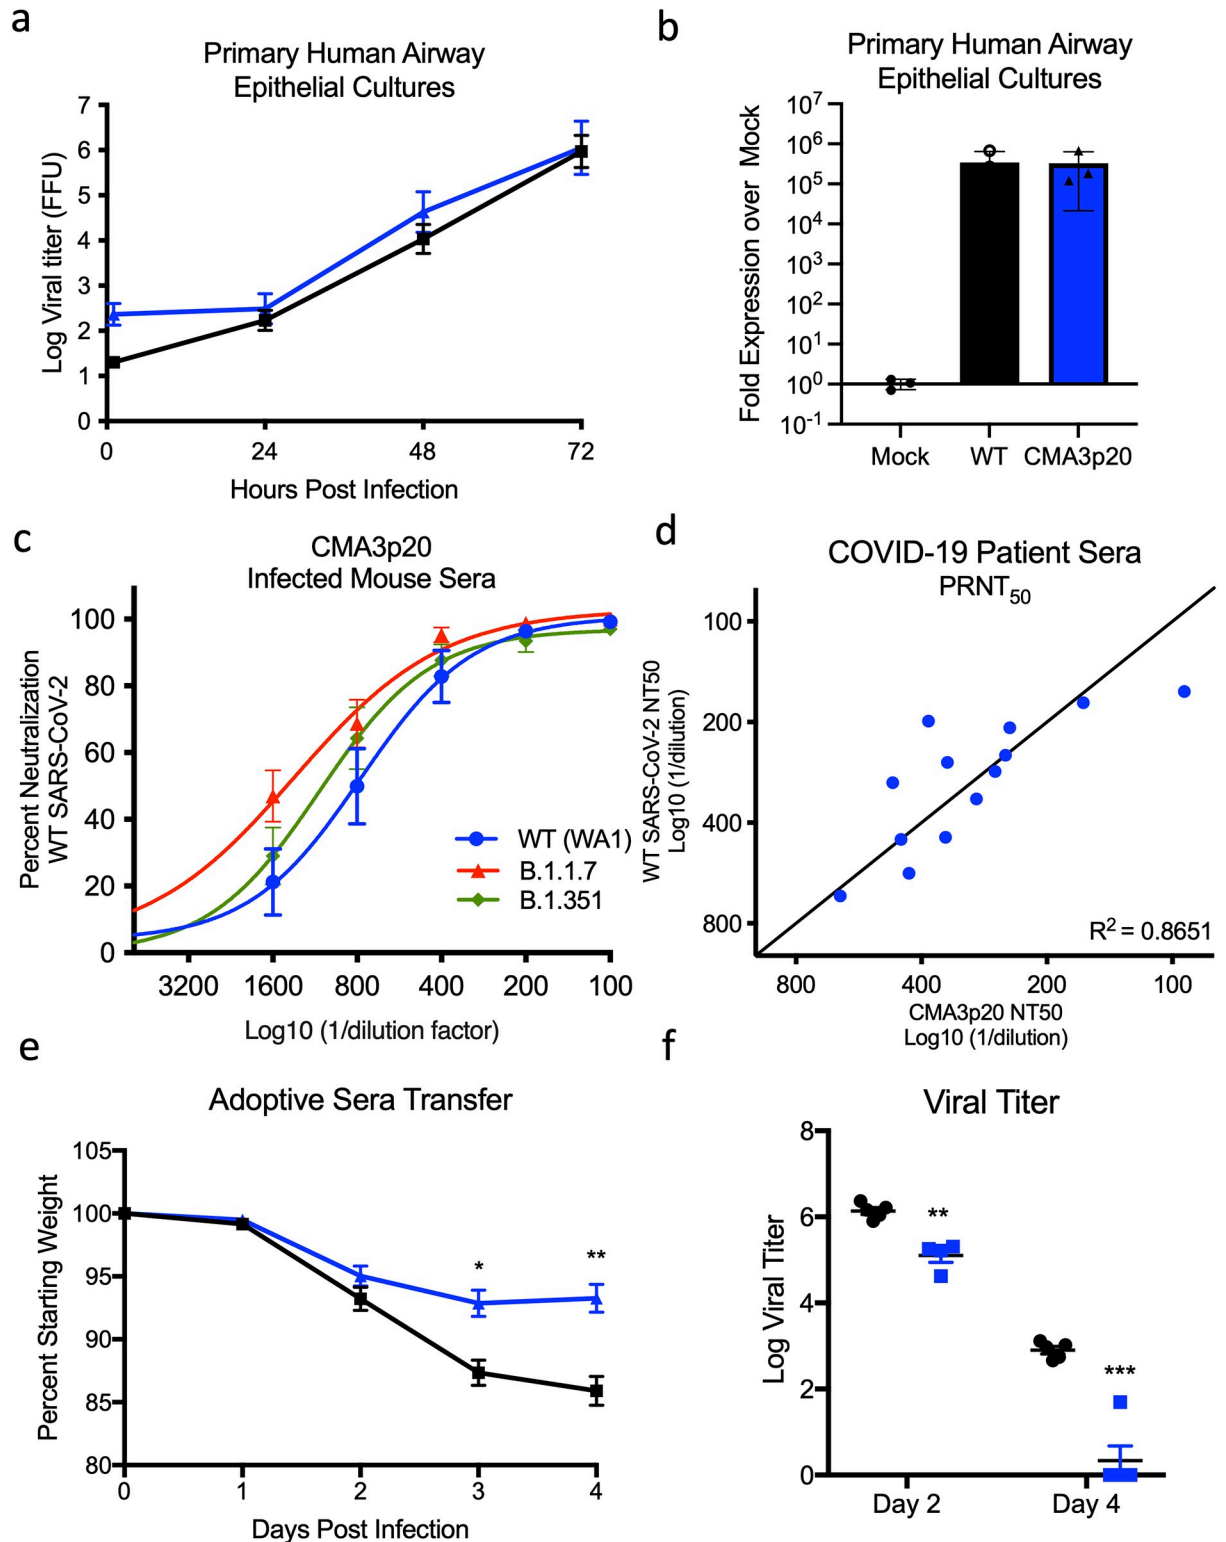 a
Primary Human Airway
Epithelial Cultures
Log Viral titer (FFU)
7
6
5
4
3
2
1
0
0 24 48 72
Hours Post Infection
b
Primary Human Airway
Epithelial Cultures
Fold Expression over Mock
10^7
10^6
10^5
10^4
10^3
10^2
10^1
10^0
10^-1
Mock WT CMA3p20
c
CMA3p20
Infected Mouse Sera
Percent Neutralization
WT SARS-CoV-2
100
80
60
40
20
0
WT (WA1)
B.1.1.7
B.1.351
3200 1600 800 400 200 100
Log10 (1/dilution factor)
d
COVID-19 Patient Sera
PRNT50
WT SARS-CoV-2 NT50
Log10 (1/dilution)
100
200
400
800
R2 = 0.8651
800 400 200 100
CMA3p20 NT50
Log10 (1/dilution)
e
Adoptive Sera Transfer
Percent Starting Weight
105
100
95
90
85
80
* **
0 1 2 3 4
Days Post Infection
f
Viral Titer
Log Viral Titer
8
6
4
2
0
**
***
Day 2 Day 4